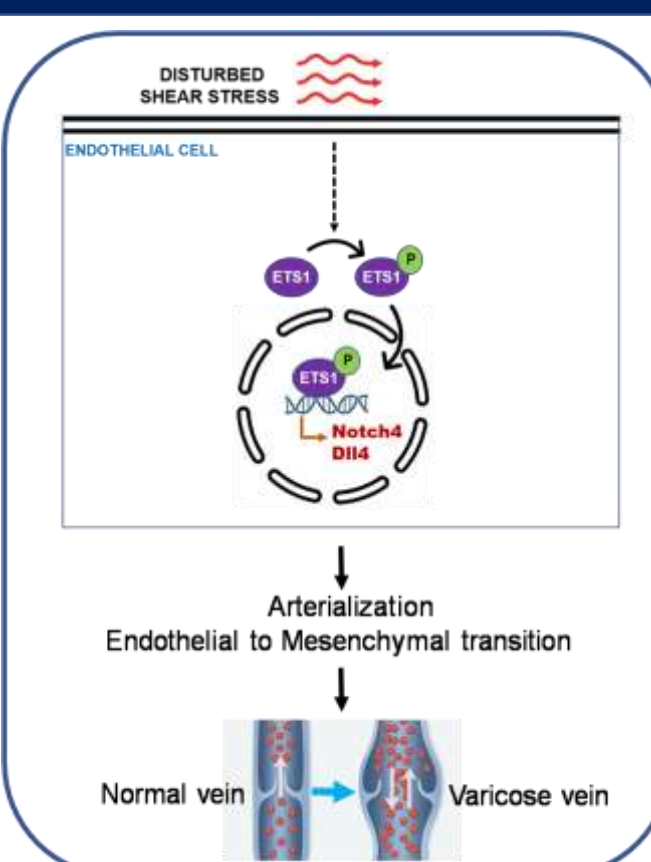 DISTURBED
SHEAR STRESS
ENDOTHELIAL CELL
ETS1
ETS1
P
ETS1
P
Notch4
Dll4
Arterialization
Endothelial to Mesenchymal transition
Normal vein
Varicose vein